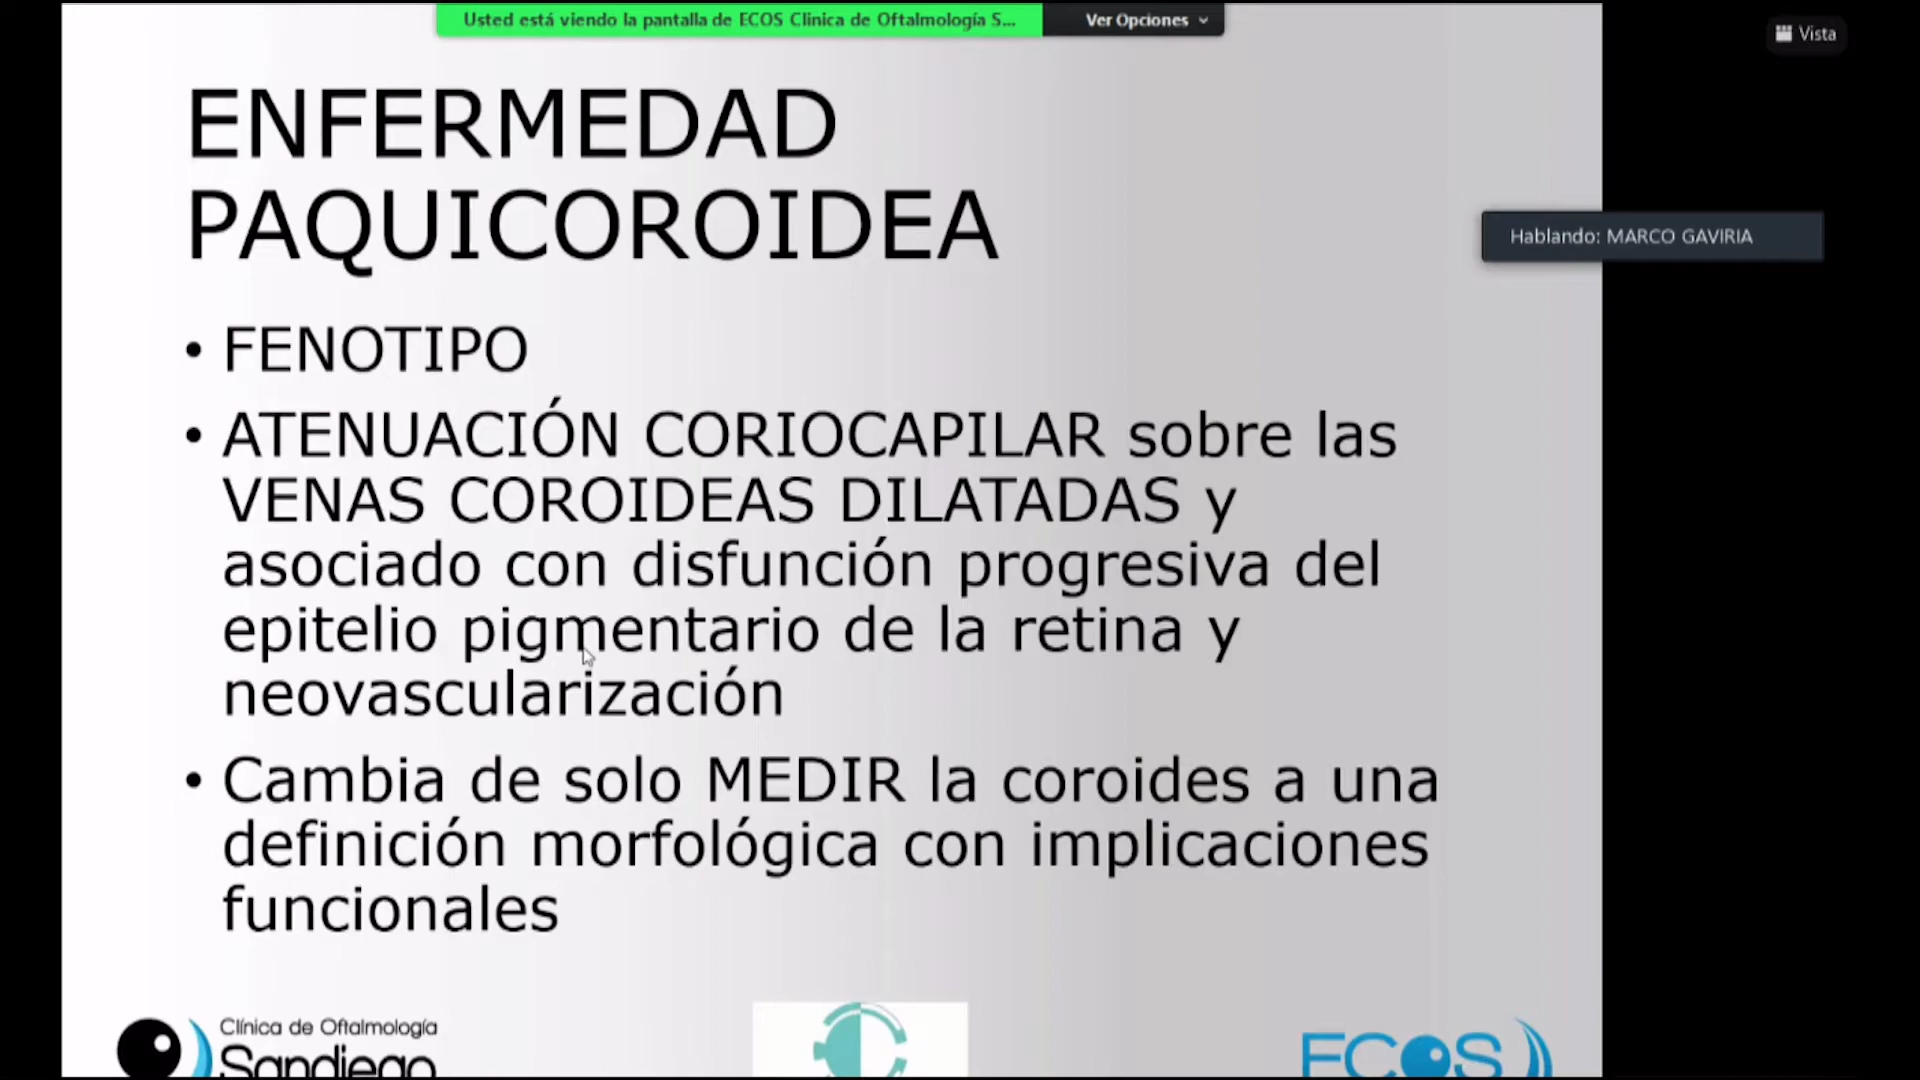 Usted está viendo la pantalla de ECOS Clinica de Oftalmología S...
Ver Opciones
Vista
ENFERMEDAD
PAQUICOROIDEA
Hablando: MARCO GAVIRIA
• FENOTIPO
• ATENUACIÓN CORIOCAPILAR sobre las
VENAS COROIDEAS DILATADAS y
asociado con disfunción progresiva del
epitelio pigmentario de la retina y
neovascularización
• Cambia de solo MEDIR la coroides a una
definición morfológica con implicaciones
funcionales
Clínica de Oftalmología
Sandiego
ECOS